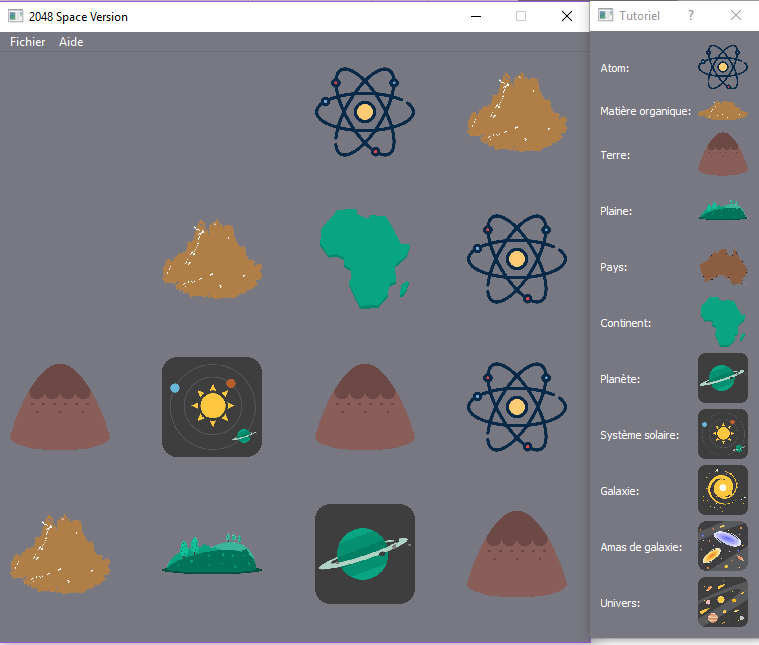 2048 Space Version
Fichier Aide
Tutoriel ?
Atom:
Matière organique:
Terre:
Plaine:
Pays:
Continent:
Planète:
Système solaire:
Galaxie:
Amas de galaxie:
Univers: